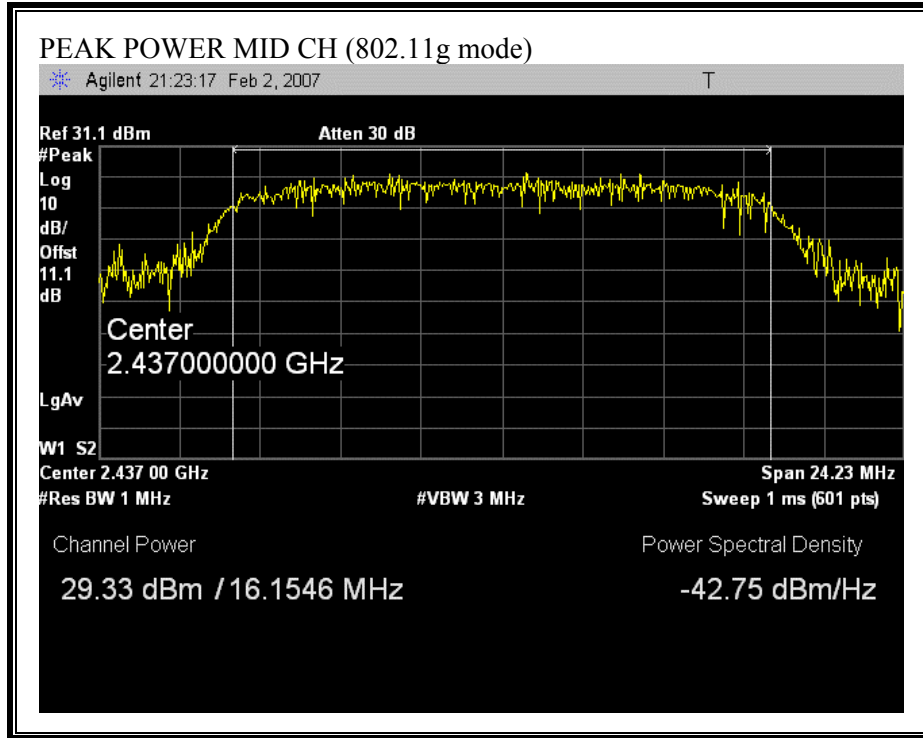 PEAK POWER MID CH (802.11g mode)
Agilent 21:23:17 Feb 2, 2007 T
Ref 31.1 dBm Atten 30 dB
#Peak
Log
10
dB/
Offst
11.1
dB
Center
2.437000000 GHz
LgAv
W1 S2
Center 2.437 00 GHz Span 24.23 MHz
#Res BW 1 MHz #VBW 3 MHz Sweep 1 ms (601 pts)
Channel Power Power Spectral Density
29.33 dBm / 16.1546 MHz -42.75 dBm/Hz